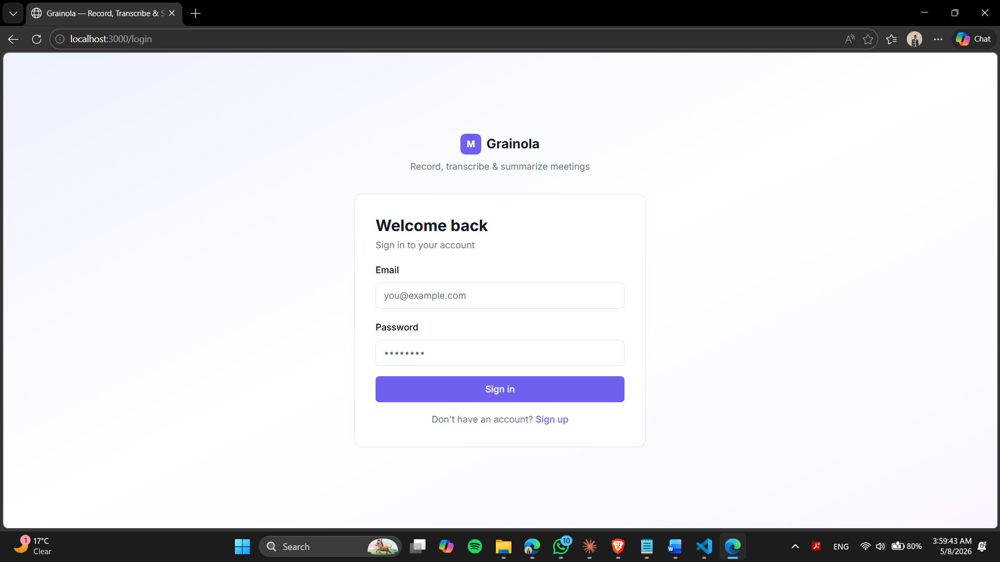 Grainola — Record, Transcribe & S
localhost:3000/login
Chat
M
Grainola
Record, transcribe & summarize meetings
Welcome back
Sign in to your account
Email
you@example.com
Password
••••••••
Sign in
Don't have an account? Sign up
1
17°C
Clear
Search
10
W
ENG
80%
3:59:43 AM
5/8/2026